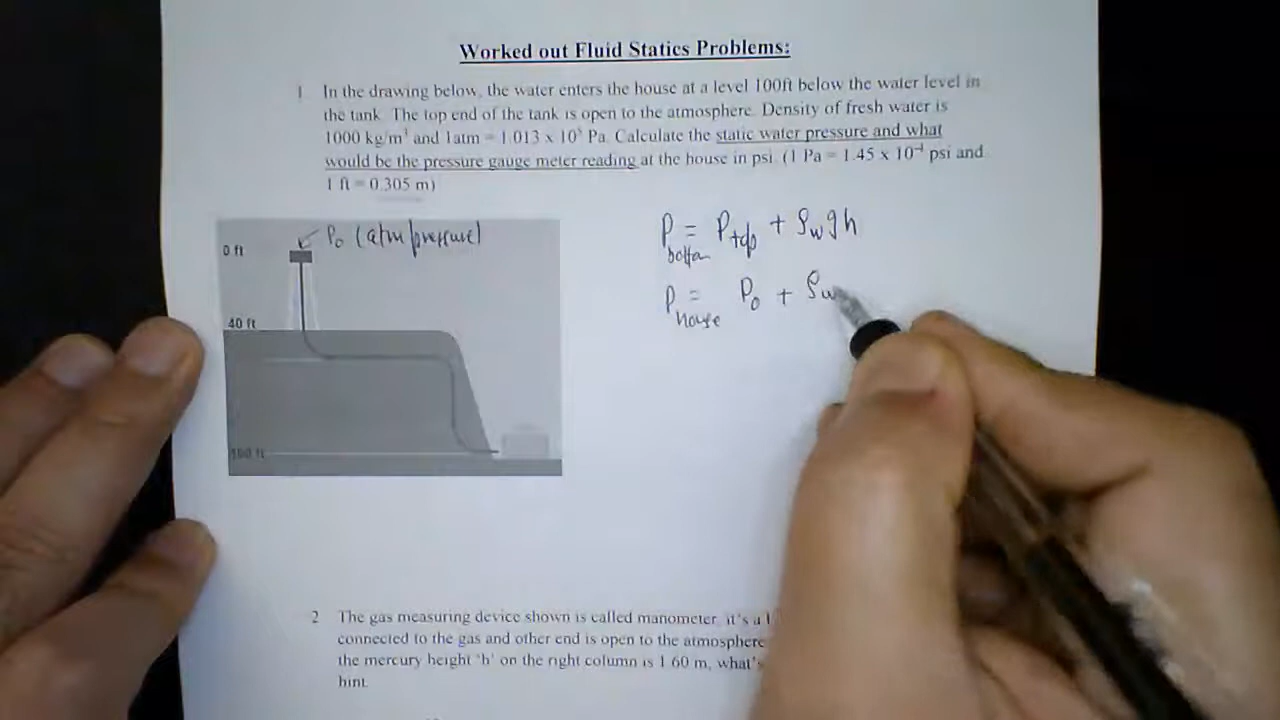 Worked out Fluid Statics Problems:
1 In the drawing below, the water enters the house at a level 100ft below the water level in
the tank. The top end of the tank is open to the atmosphere. Density of fresh water is
1000 kg/m³ and 1atm = 1.013 x 10⁵ Pa. Calculate the static water pressure and what
would be the pressure gauge meter reading at the house in psi. (1 Pa = 1.45 x 10⁻⁴ psi and
1 ft = 0.305 m)
P₀ (atm pressure)
0 ft
40 ft
100 ft
P bottom = P top + ρw g h
P house = P₀ + ρw
2 The gas measuring device shown is called manometer, it's a
connected to the gas and other end is open to the atmosphere
the mercury height 'h' on the right column is 1 60 m, what's
hint.